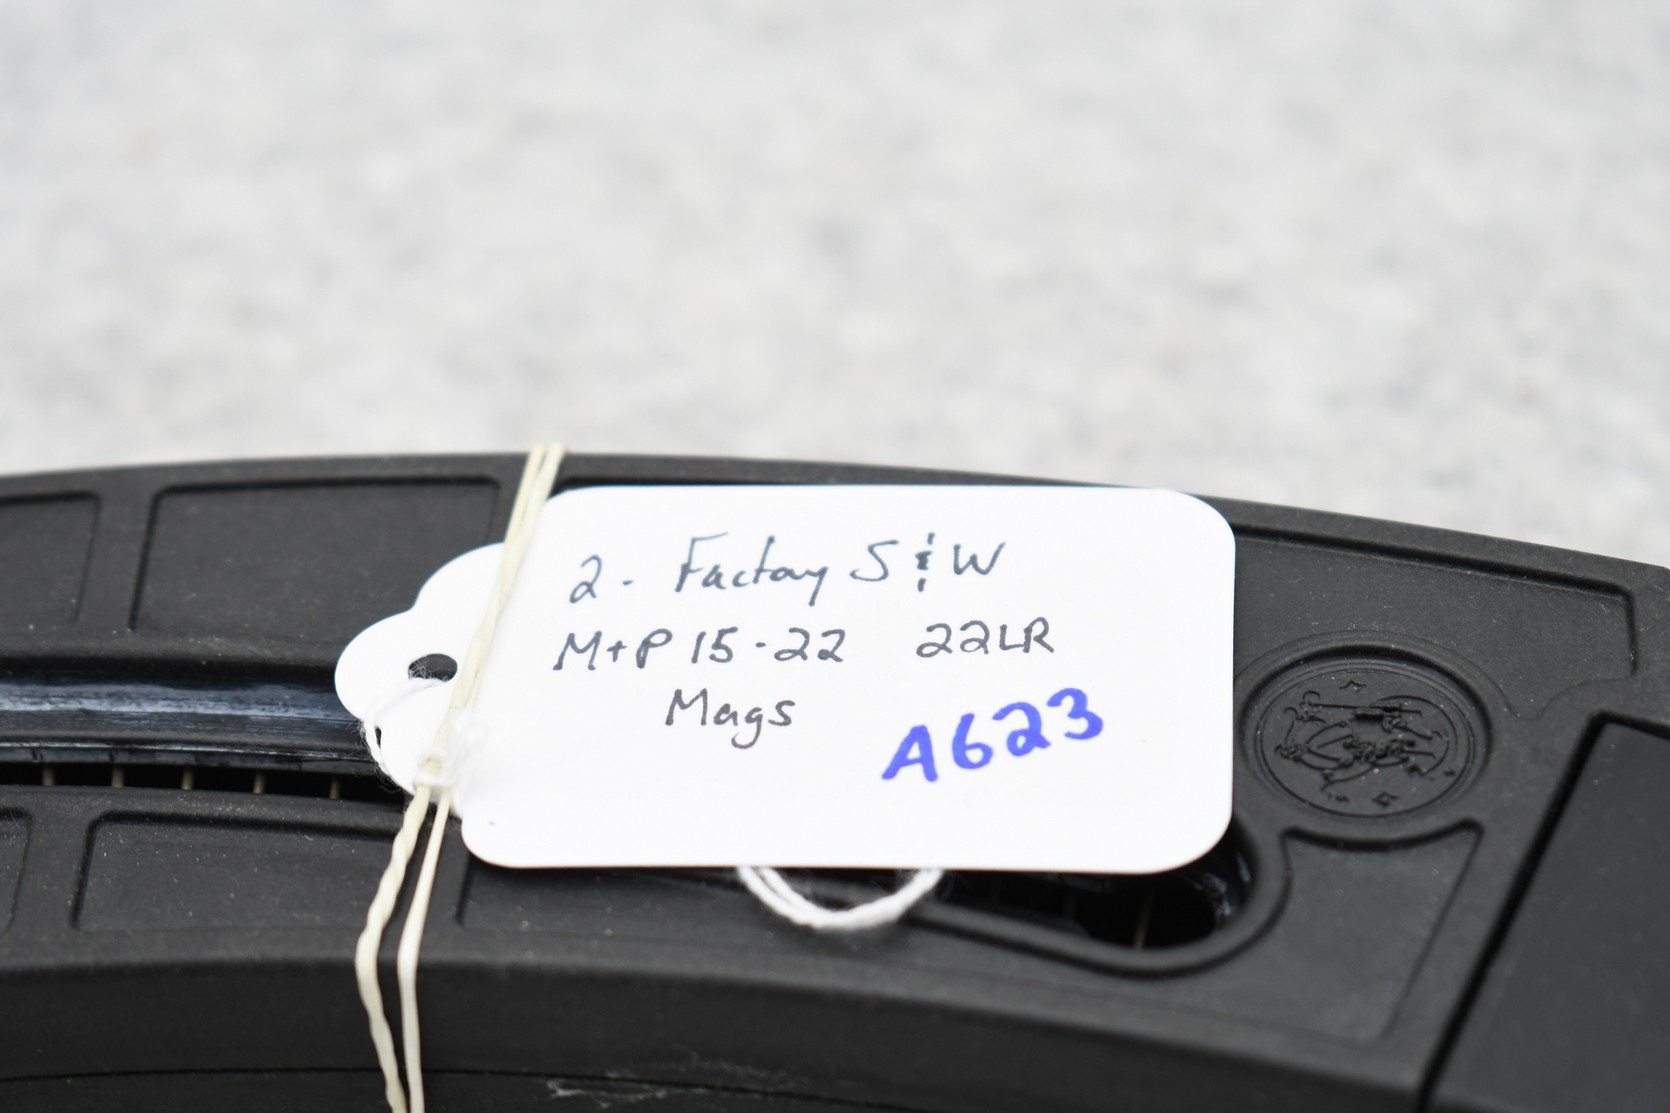 2 - Factory S & W
M+P 15-22 22LR
Mags
A623